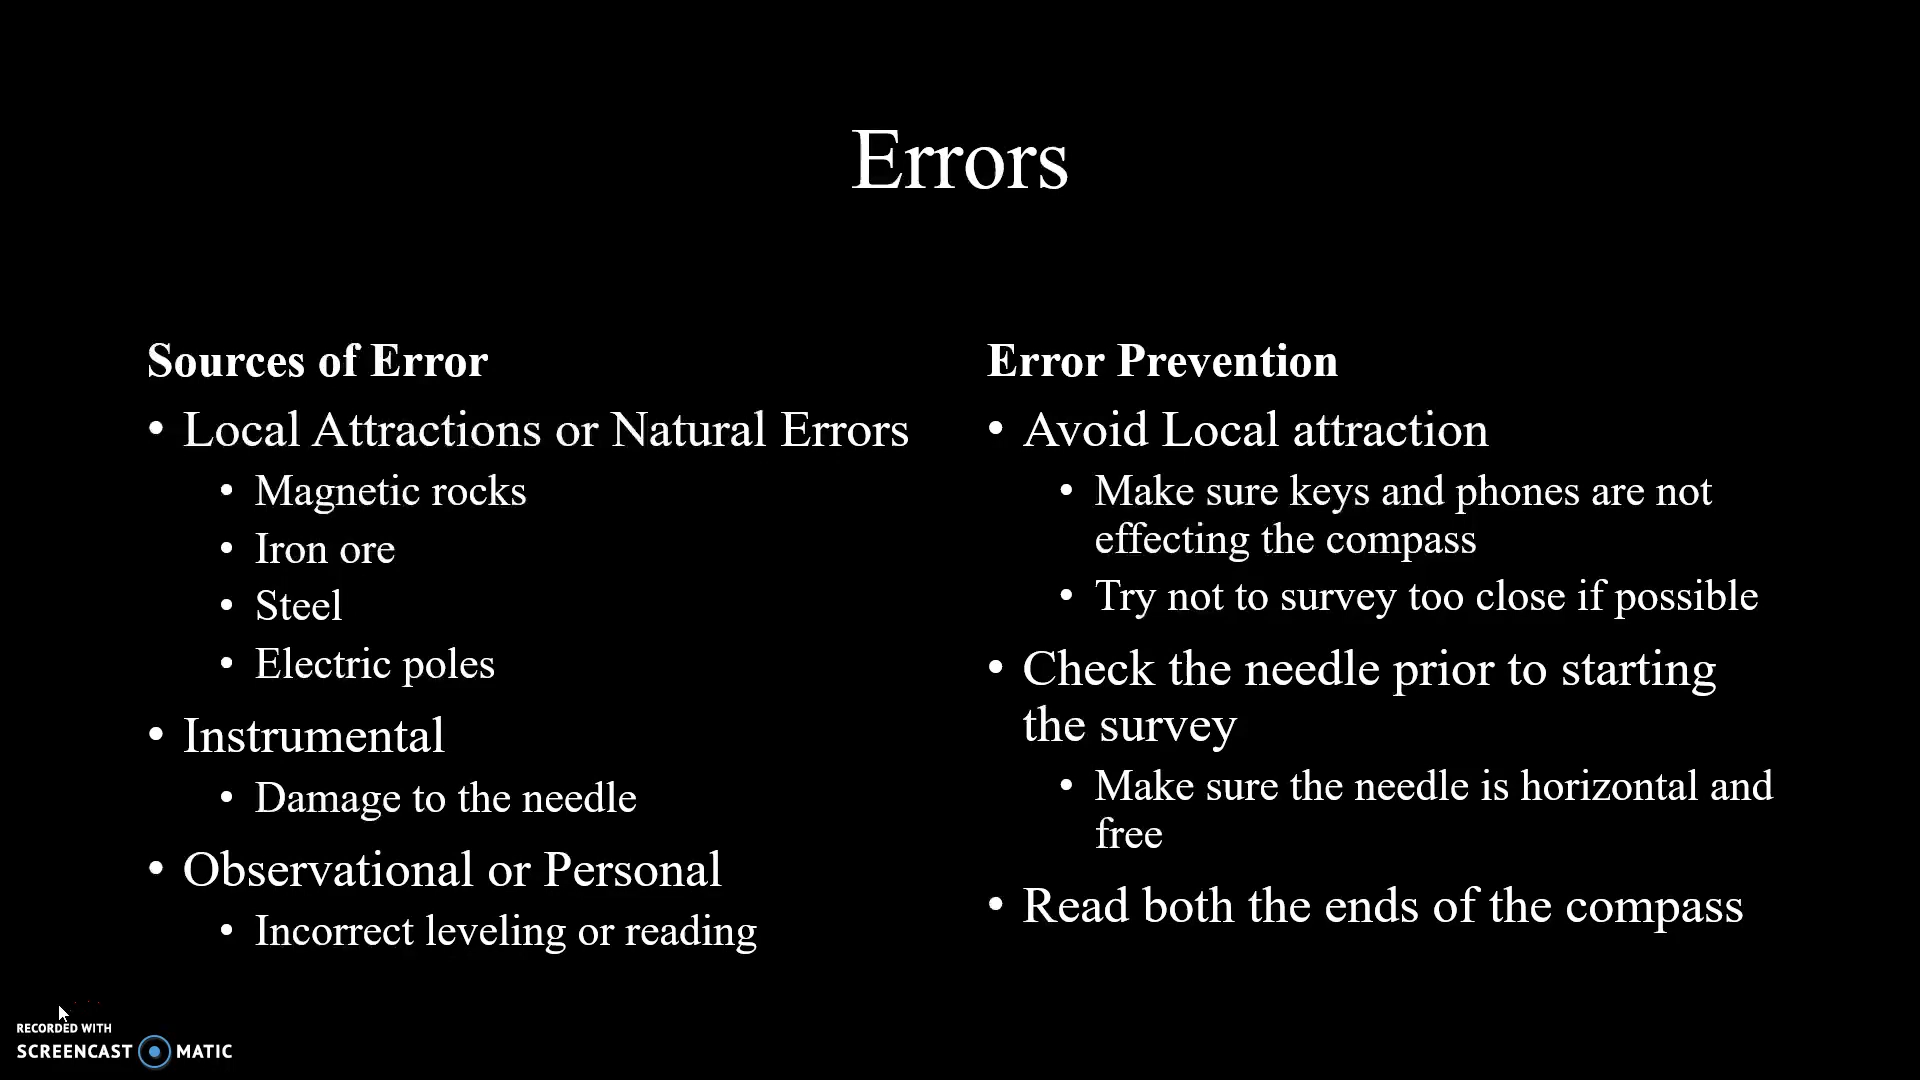 Errors
Sources of Error
• Local Attractions or Natural Errors
• Magnetic rocks
• Iron ore
• Steel
• Electric poles
• Instrumental
• Damage to the needle
• Observational or Personal
• Incorrect leveling or reading
Error Prevention
• Avoid Local attraction
• Make sure keys and phones are not
effecting the compass
• Try not to survey too close if possible
• Check the needle prior to starting
the survey
• Make sure the needle is horizontal and
free
• Read both the ends of the compass
RECORDED WITH
SCREENCAST MATIC